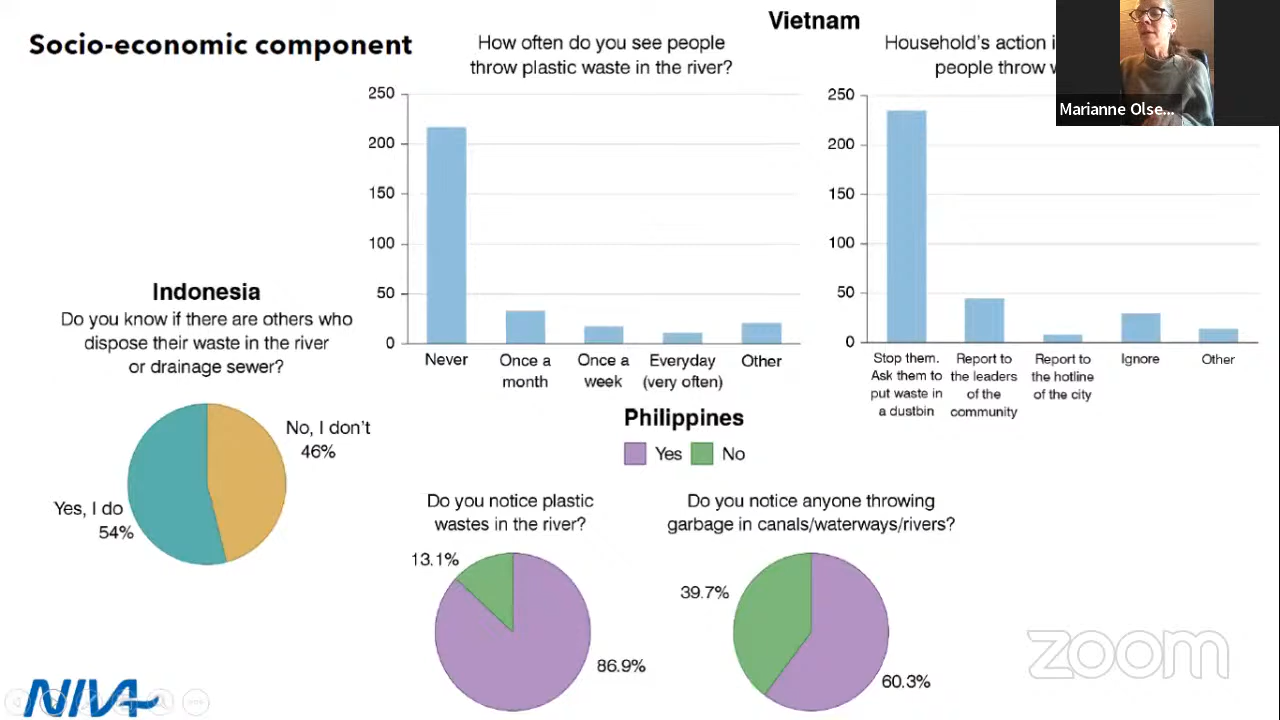 Socio-economic component
Vietnam
How often do you see people
throw plastic waste in the river?
250
200
150
100
50
0
Never
Once a
month
Once a
week
Everyday
(very often)
Other
Household's action i
people throw w
250
200
150
100
50
0
Stop them.
Ask them to
put waste in
a dustbin
Report to
the leaders
of the
community
Report to
the hotline
of the city
Ignore
Other
Marianne Olse...
Indonesia
Do you know if there are others who
dispose their waste in the river
or drainage sewer?
No, I don't
46%
Yes, I do
54%
Philippines
Yes
No
Do you notice plastic
wastes in the river?
13.1%
86.9%
Do you notice anyone throwing
garbage in canals/waterways/rivers?
39.7%
60.3%
NIVA
zoom